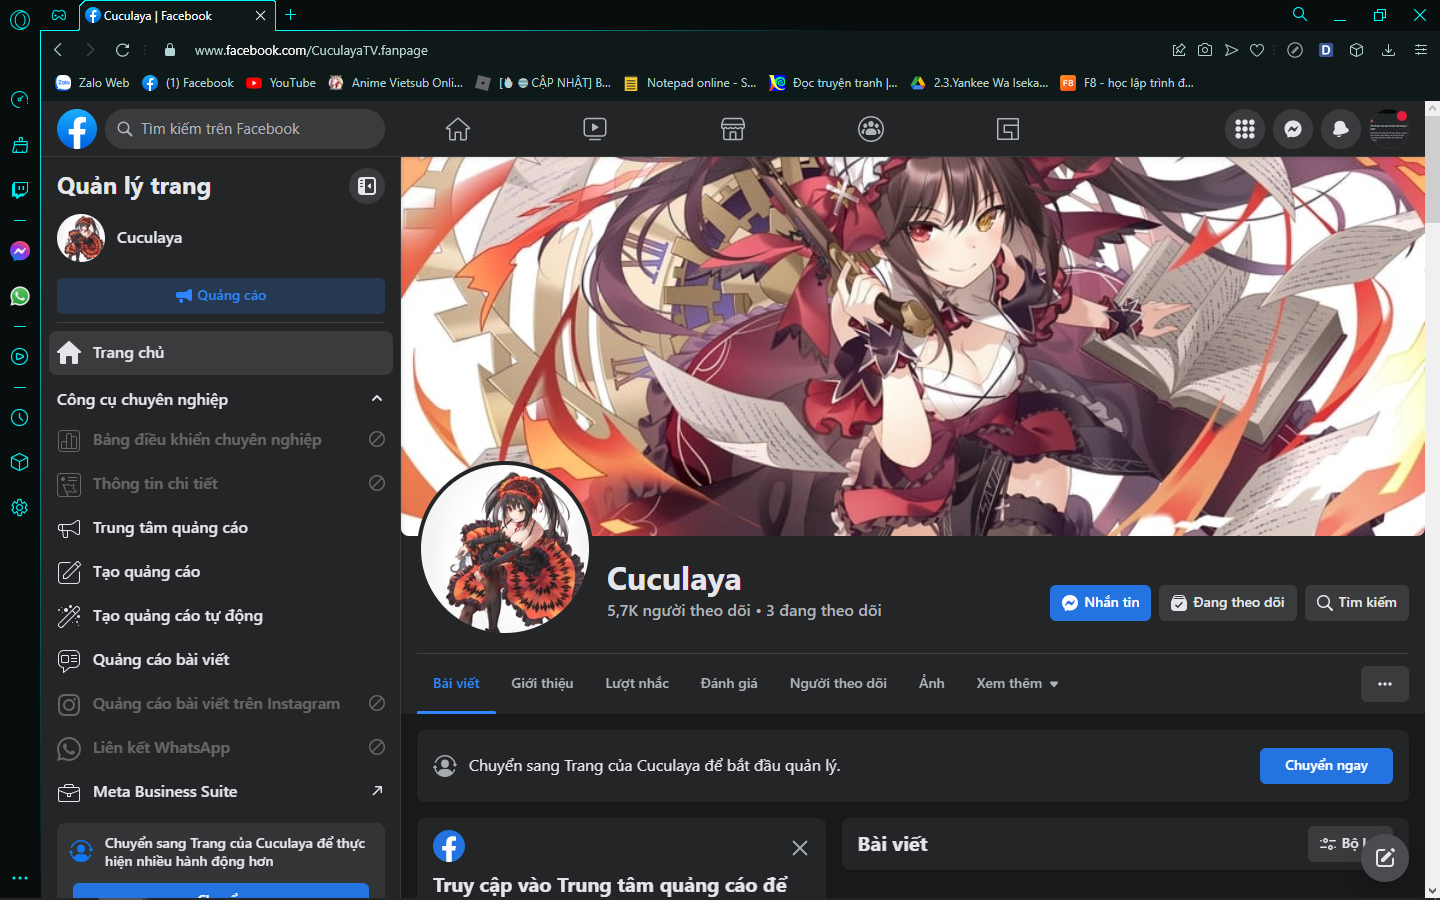 Cuculaya | Facebook
www.facebook.com/CuculayaTV.fanpage
Zalo Web
(1) Facebook
YouTube
Anime Vietsub Onli...
CẬP NHẬT] B...
Notepad online - S...
Đọc truyện tranh |...
2.3.Yankee Wa Iseka...
F8 - học lập trình đ...
Tìm kiếm trên Facebook
Quản lý trang
Cuculaya
Quảng cáo
Trang chủ
Công cụ chuyên nghiệp
Bảng điều khiển chuyên nghiệp
Thông tin chi tiết
Trung tâm quảng cáo
Tạo quảng cáo
Tạo quảng cáo tự động
Quảng cáo bài viết
Quảng cáo bài viết trên Instagram
Liên kết WhatsApp
Meta Business Suite
Chuyển sang Trang của Cuculaya để thực
hiện nhiều hành động hơn
Cuculaya
5,7K người theo dõi • 3 đang theo dõi
Nhắn tin
Đang theo dõi
Tìm kiếm
Bài viết
Giới thiệu
Lượt nhắc
Đánh giá
Người theo dõi
Ảnh
Xem thêm
Chuyển sang Trang của Cuculaya để bắt đầu quản lý.
Chuyển ngay
Truy cập vào Trung tâm quảng cáo để
Bài viết
Bộ